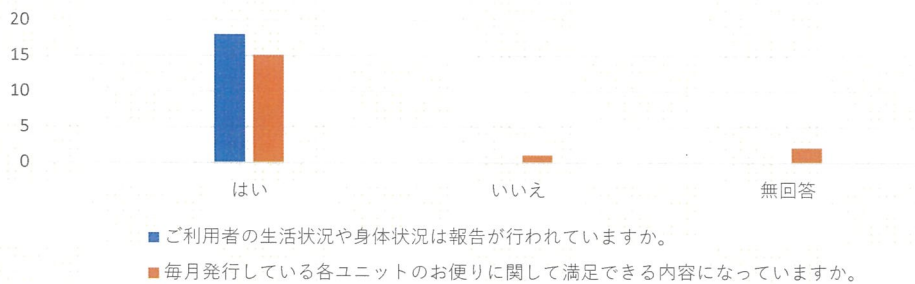 20
15
10
5
0
はい いいえ 無回答
ご利用者の生活状況や身体状況は報告が行われていますか。
毎月発行している各ユニットのお便りに関して満足できる内容になっていますか。